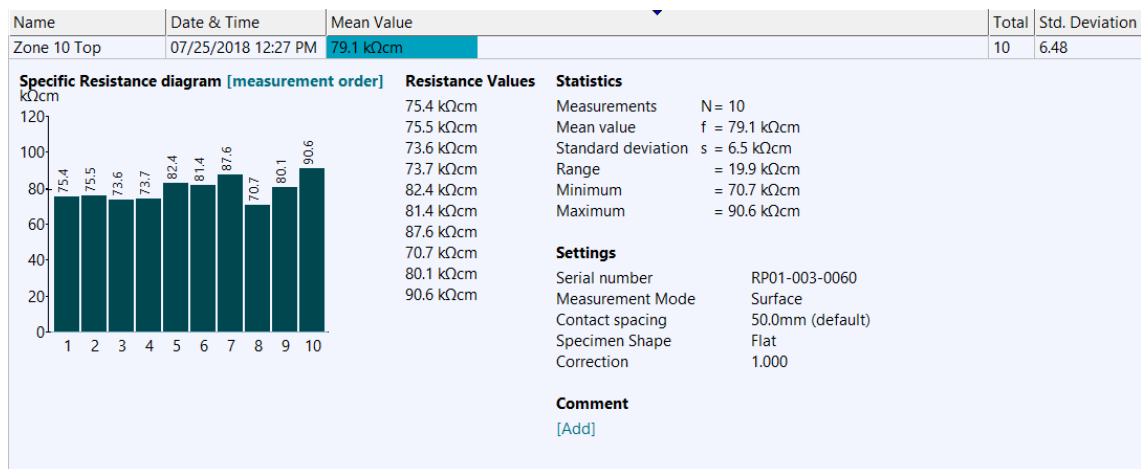 Name Date & Time Mean Value Total Std. Deviation
Zone 10 Top 07/25/2018 12:27 PM 79.1 kΩcm 10 6.48
Specific Resistance diagram [measurement order]
kΩcm
120
100
80
60
40
20
0
75.4 75.5 73.6 73.7 82.4 81.4 87.6 70.7 80.1 90.6
1 2 3 4 5 6 7 8 9 10
Resistance Values
75.4 kΩcm
75.5 kΩcm
73.6 kΩcm
73.7 kΩcm
82.4 kΩcm
81.4 kΩcm
87.6 kΩcm
70.7 kΩcm
80.1 kΩcm
90.6 kΩcm
Statistics
Measurements N = 10
Mean value f = 79.1 kΩcm
Standard deviation s = 6.5 kΩcm
Range = 19.9 kΩcm
Minimum = 70.7 kΩcm
Maximum = 90.6 kΩcm
Settings
Serial number RP01-003-0060
Measurement Mode Surface
Contact spacing 50.0mm (default)
Specimen Shape Flat
Correction 1.000
Comment
[Add]